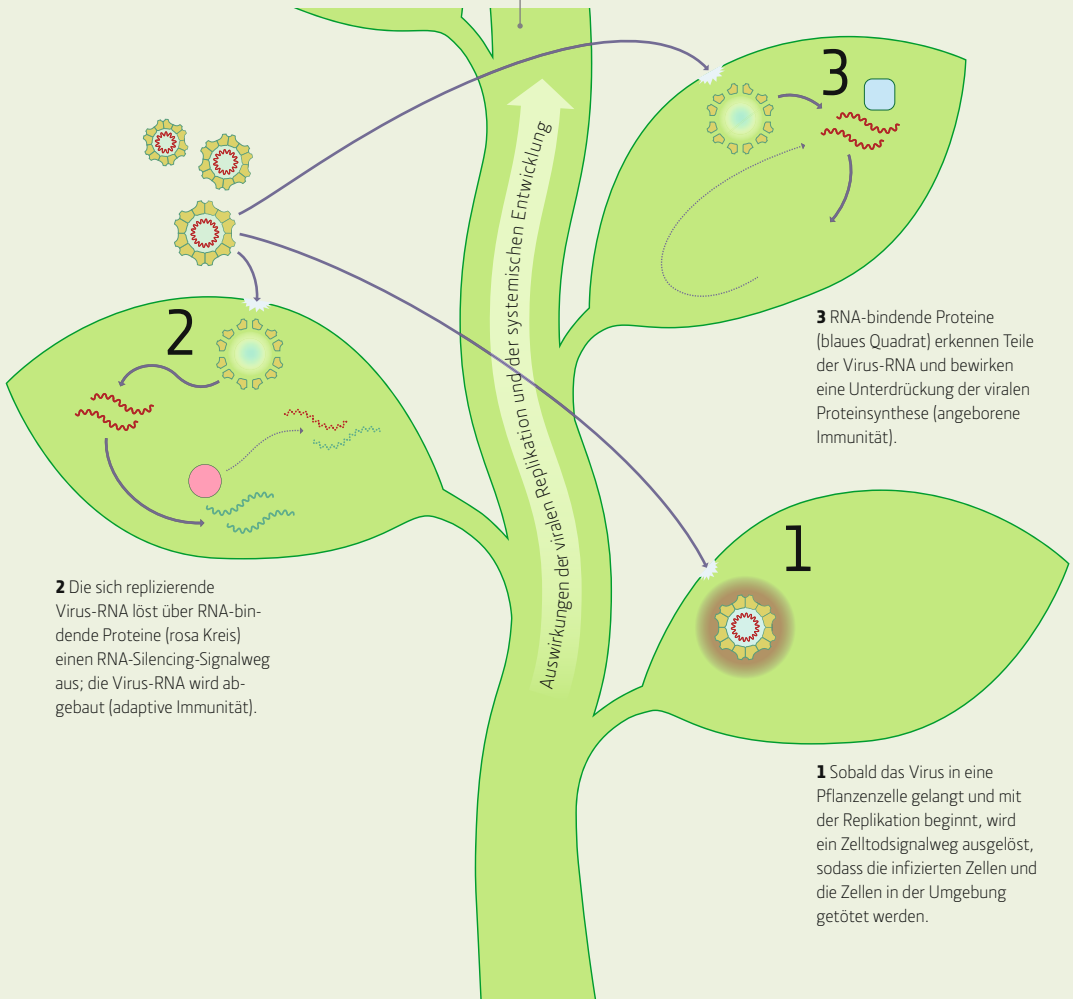 3
3 RNA-bindende Proteine
(blaues Quadrat) erkennen Teile
der Virus-RNA und bewirken
eine Unterdrückung der viralen
Proteinsynthese (angeborene
Immunität).
2
2 Die sich replizierende
Virus-RNA löst über RNA-bin-
dende Proteine (rosa Kreis)
einen RNA-Silencing-Signalweg
aus; die Virus-RNA wird ab-
gebaut (adaptive Immunität).
Auswirkungen der viralen Replikation und der systemischen Entwicklung
1
1 Sobald das Virus in eine
Pflanzenzelle gelangt und mit
der Replikation beginnt, wird
ein Zelltodsignalweg ausgelöst,
sodass die infizierten Zellen und
die Zellen in der Umgebung
getötet werden.